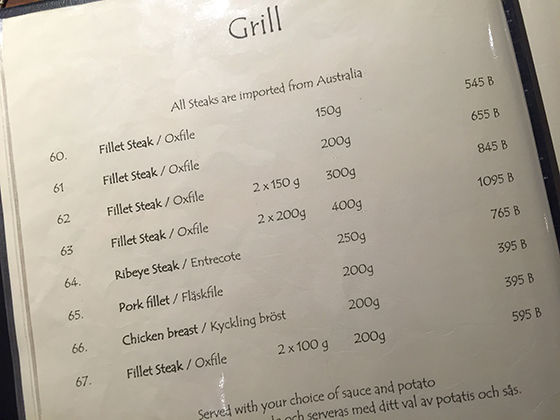 Grill
All Steaks are imported from Australia
60. Fillet Steak / Oxfile 150g 545 B
61 Fillet Steak / Oxfile 200g 655 B
62 Fillet Steak / Oxfile 2 x 150 g 300g 845 B
63 Fillet Steak / Oxfile 2 x 200g 400g 1095 B
64. Ribeye Steak / Entrecote 250g 765 B
65. Pork fillet / Fläskfile 200g 395 B
66. Chicken breast / Kyckling bröst 200g 395 B
67. Fillet Steak / Oxfile 2 x 100 g 200g 595 B
Served with your choice of sauce and potato
och serveras med ditt val av potatis och sås.